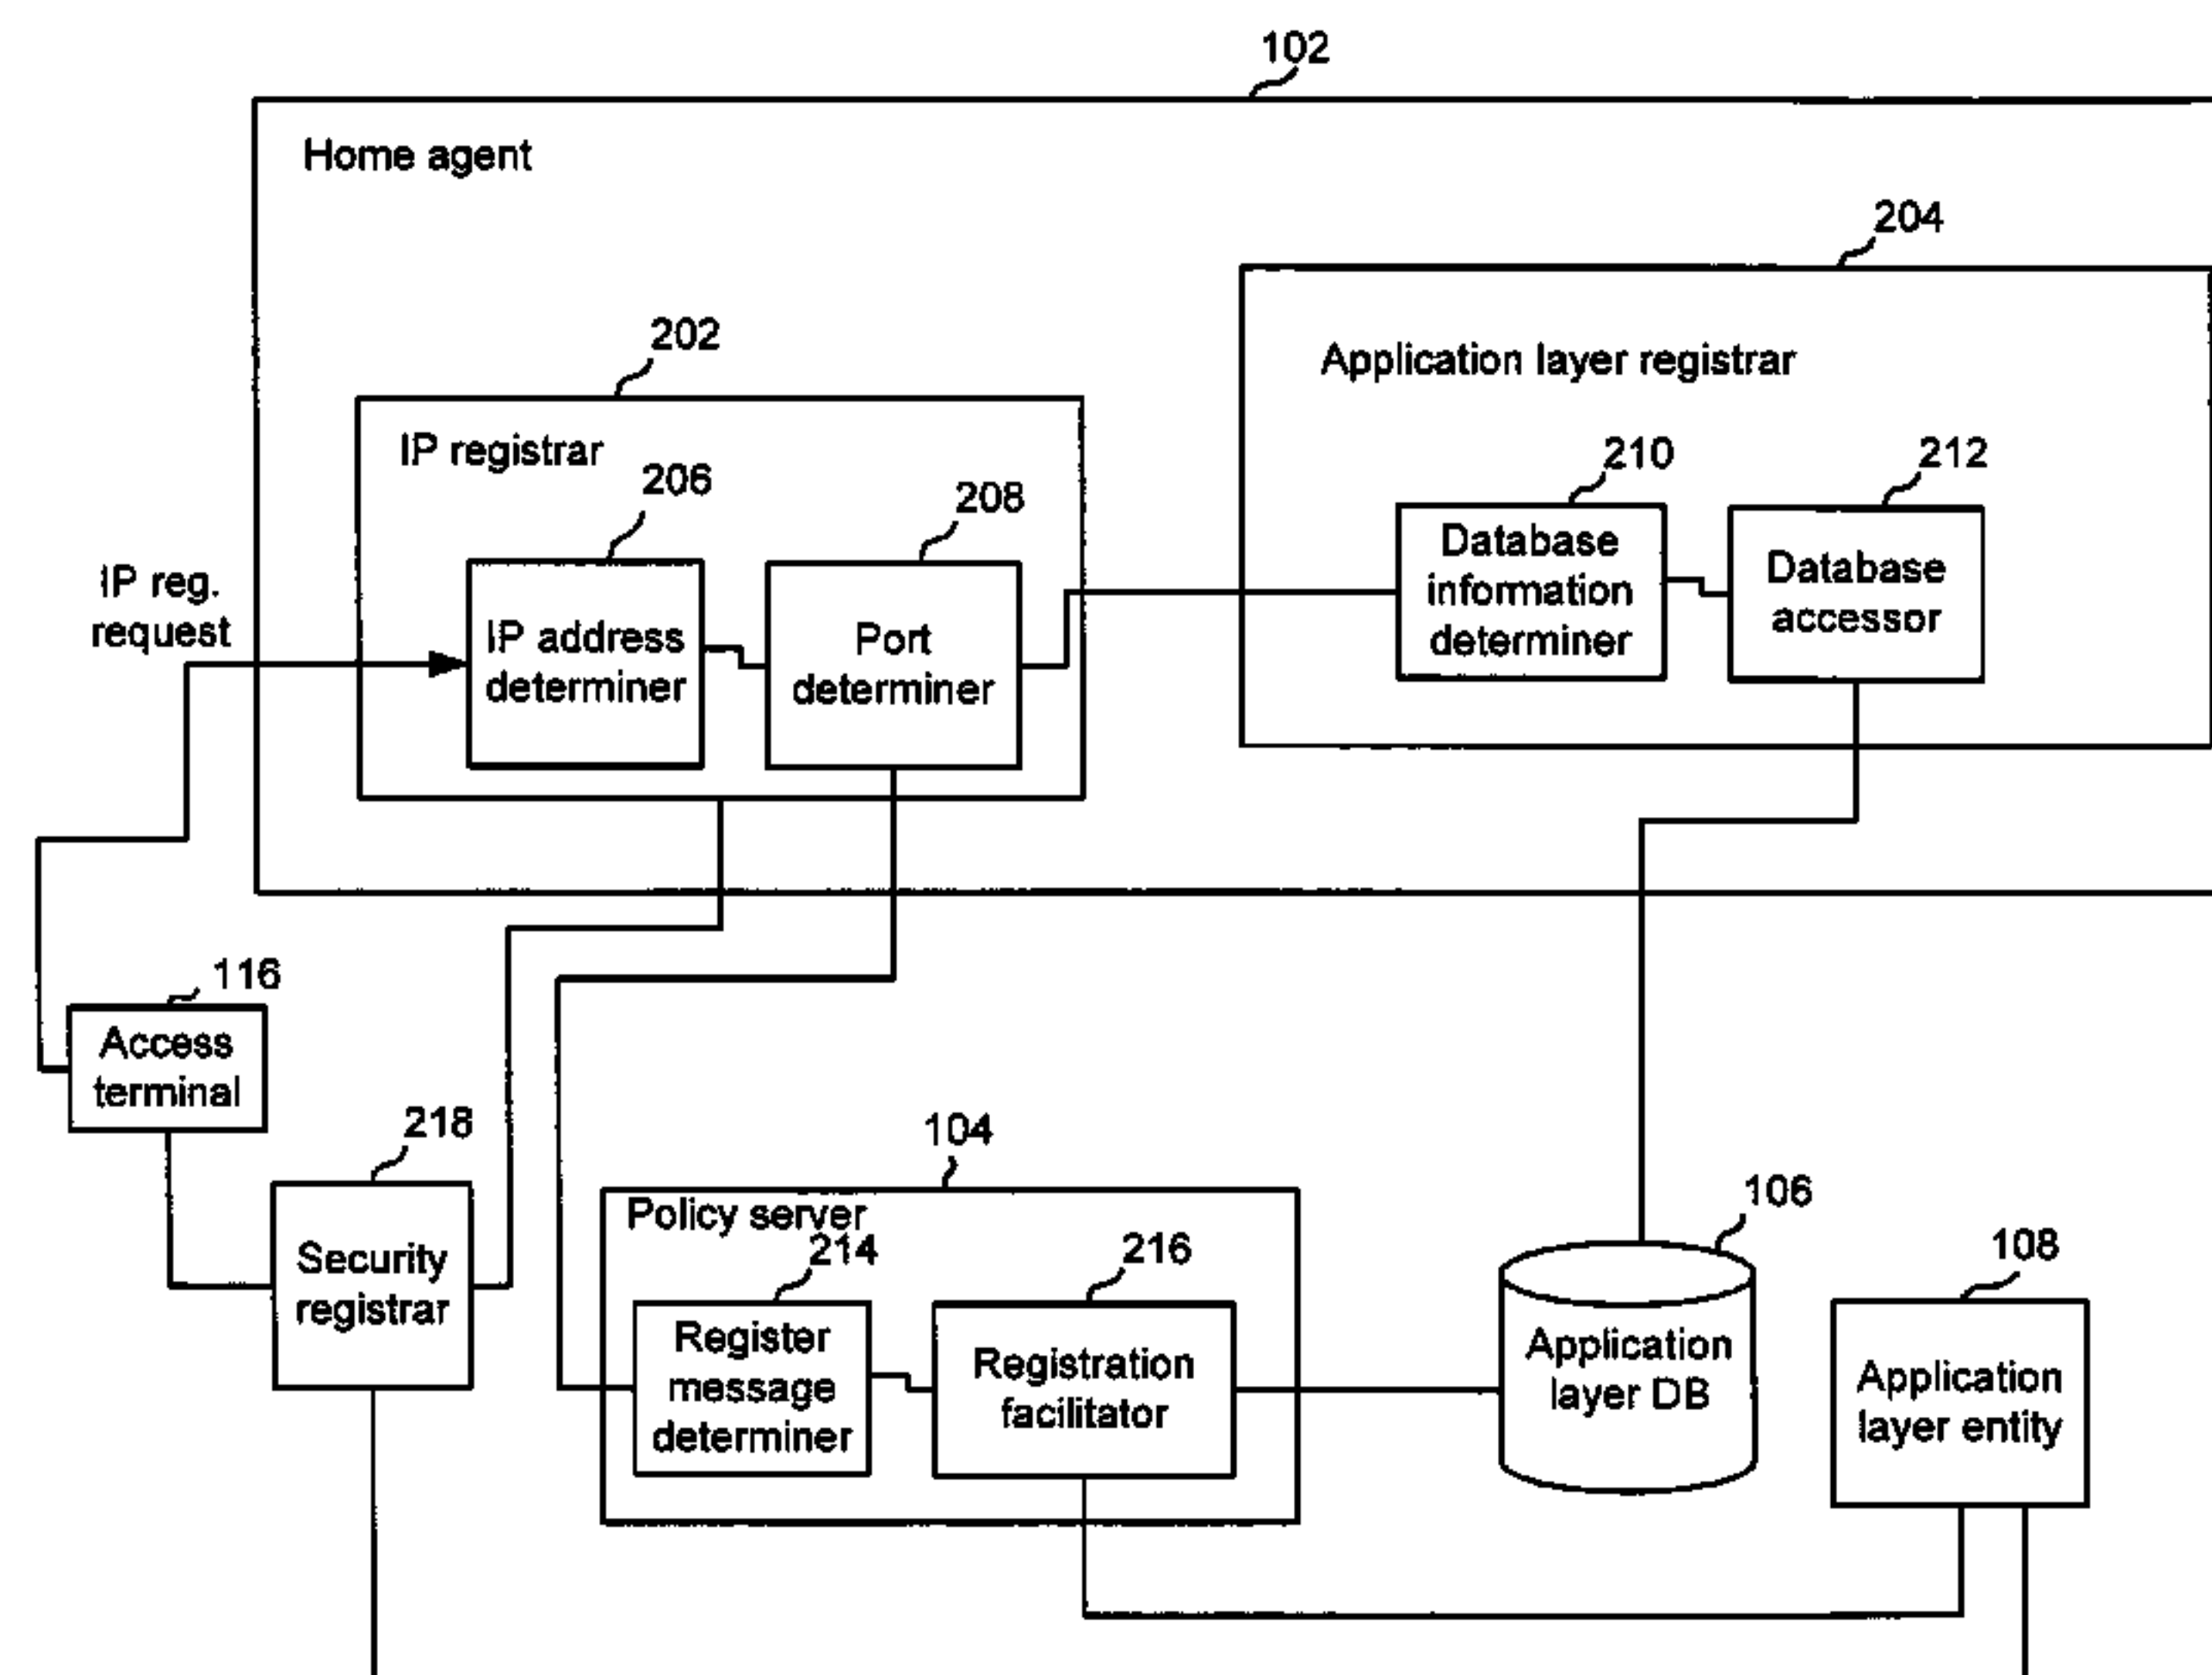 102
Home agent
204
202
Application layer registrar
IP registrar
206
208
210
212
IP reg.
request
IP address
determiner
Port
determiner
Database
information
determiner
Database
accessor
116
Access
terminal
218
Security
registrar
104
Policy server
214
216
Register
message
determiner
Registration
facilitator
106
Application
layer DB
108
Application
layer entity